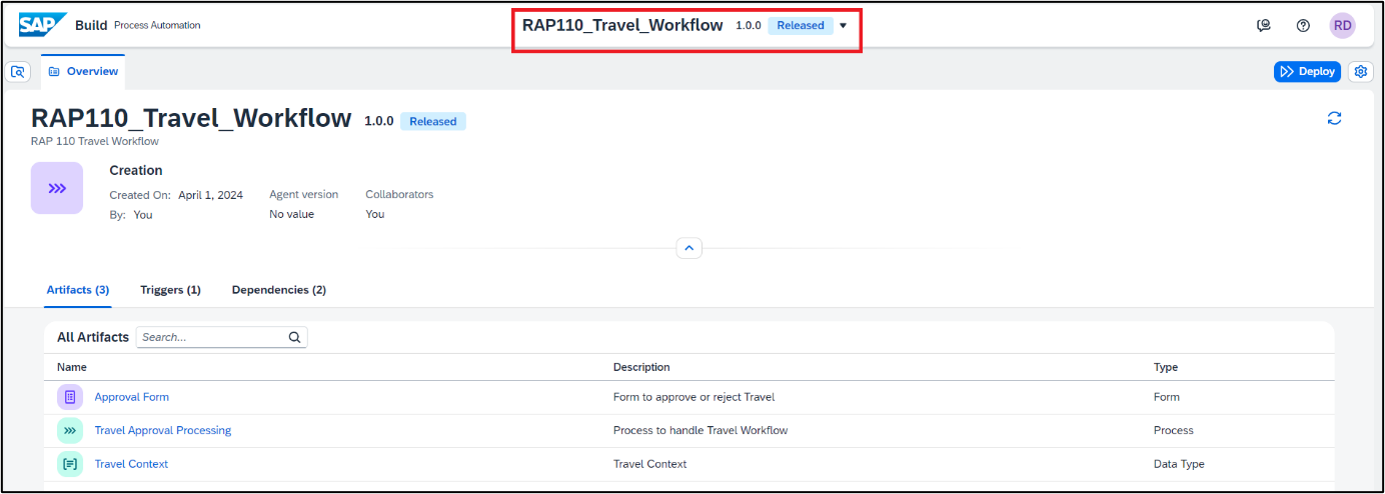 SAP Build Process Automation RAP110_Travel_Workflow 1.0.0 Released RD
Overview Deploy
RAP110_Travel_Workflow 1.0.0 Released
RAP 110 Travel Workflow
Creation
Created On: April 1, 2024 Agent version Collaborators
By: You No value You
Artifacts (3) Triggers (1) Dependencies (2)
All Artifacts Search...
Name Description Type
Approval Form Form to approve or reject Travel Form
Travel Approval Processing Process to handle Travel Workflow Process
Travel Context Travel Context Data Type